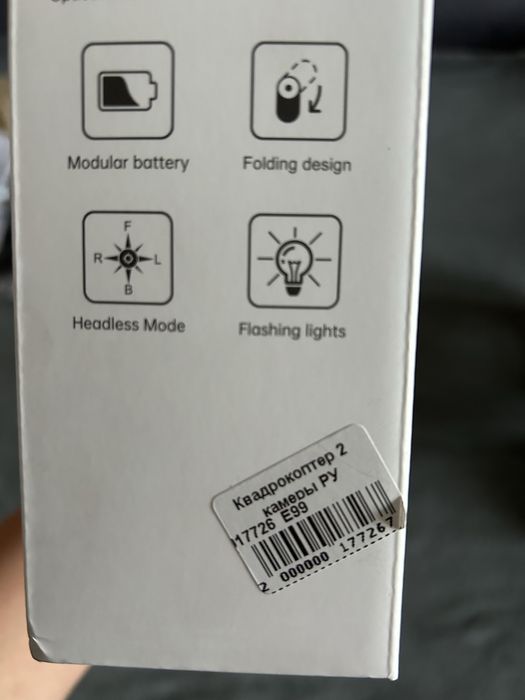 Modular battery
Folding design
F
R L
B
Headless Mode
Flashing lights
Квадрокоптер 2
камеры РУ
17726 E99
2 000000 177267